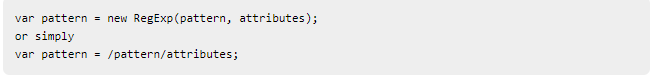 var pattern = new RegExp(pattern, attributes);
or simply
var pattern = /pattern/attributes;